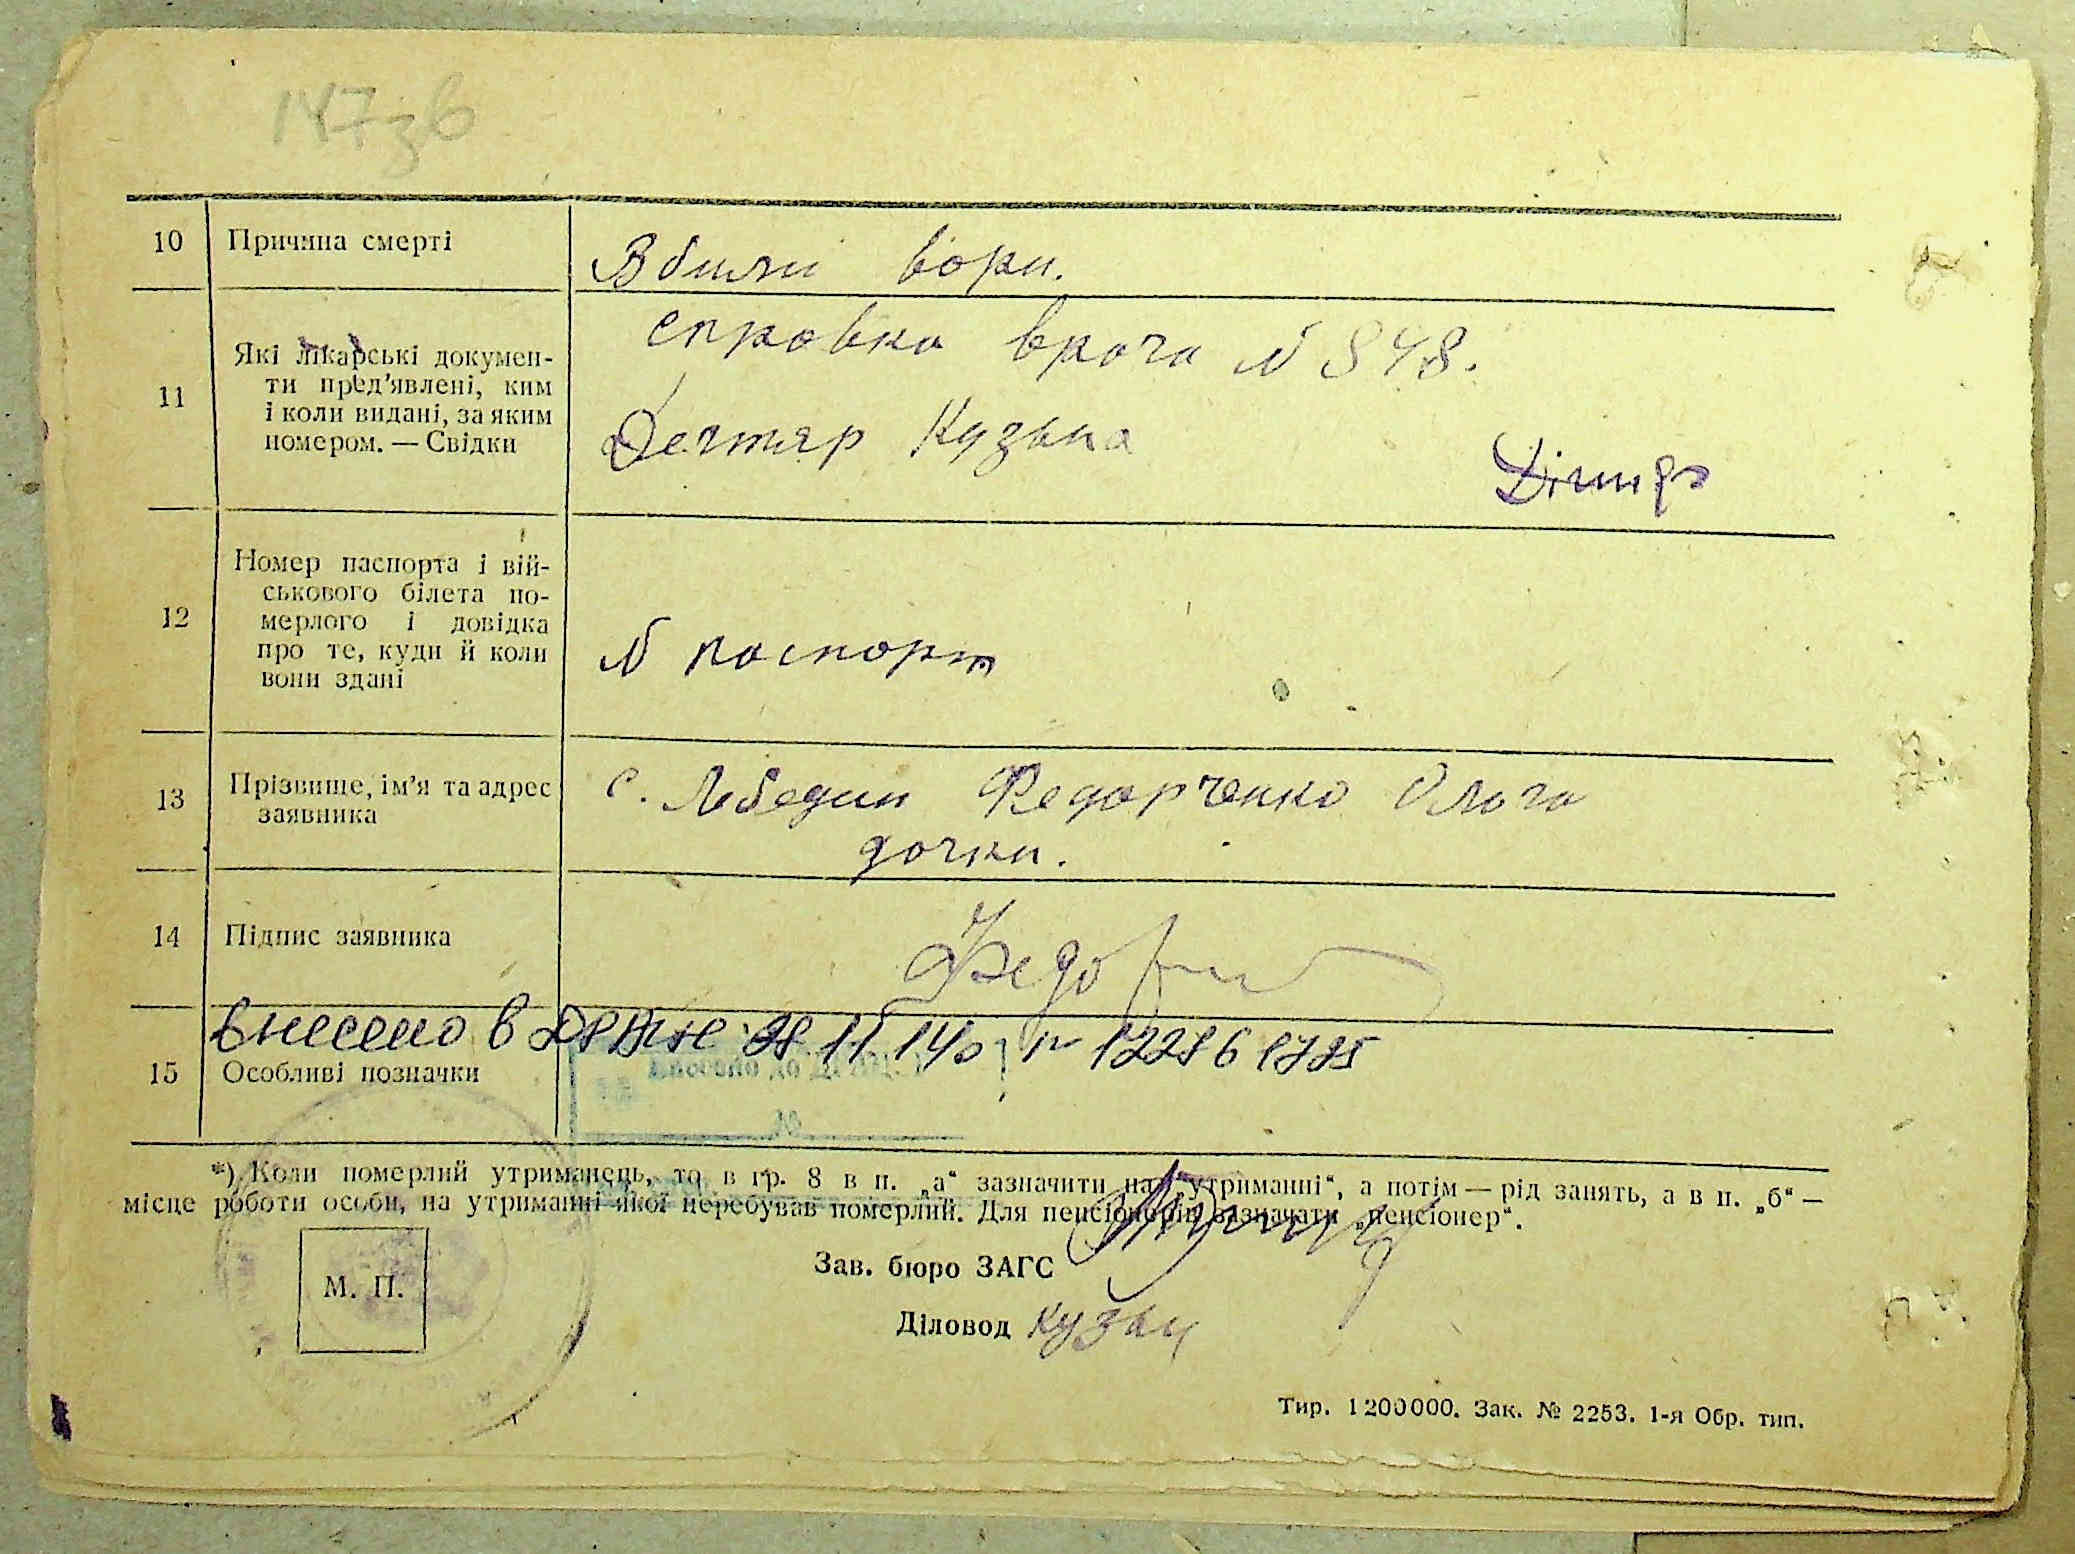 147зв
10 Причина смерті Вбили вори.
11 Які лікарські докумен-
ти пред'явлені, ким
і коли видані, за яким
номером. — Свідки
справка врача N 848.
Дегтяр Кузьма
12 Номер паспорта і вій-
ськового білета по-
мерлого і довідка
про те, куди й коли
вони здані
N паспорт
13 Прізвище, ім'я та адрес
заявника
с. Лебедин Федорченко Ольга
дочка.
14 Підпис заявника
внесено в
15 Особливі позначки
*) Коли померлий утриманець, то в гр. 8 в п. „а“ зазначити на „утриманні“, а потім — рід занять, а в п. „б“ —
місце роботи особи, на утриманні якої перебував померлий. Для пенсіонерів зазначати „пенсіонер“.
М. П.
Зав. бюро ЗАГС
Діловод
Тир. 1200000. Зак. № 2253. 1-я Обр. тип.